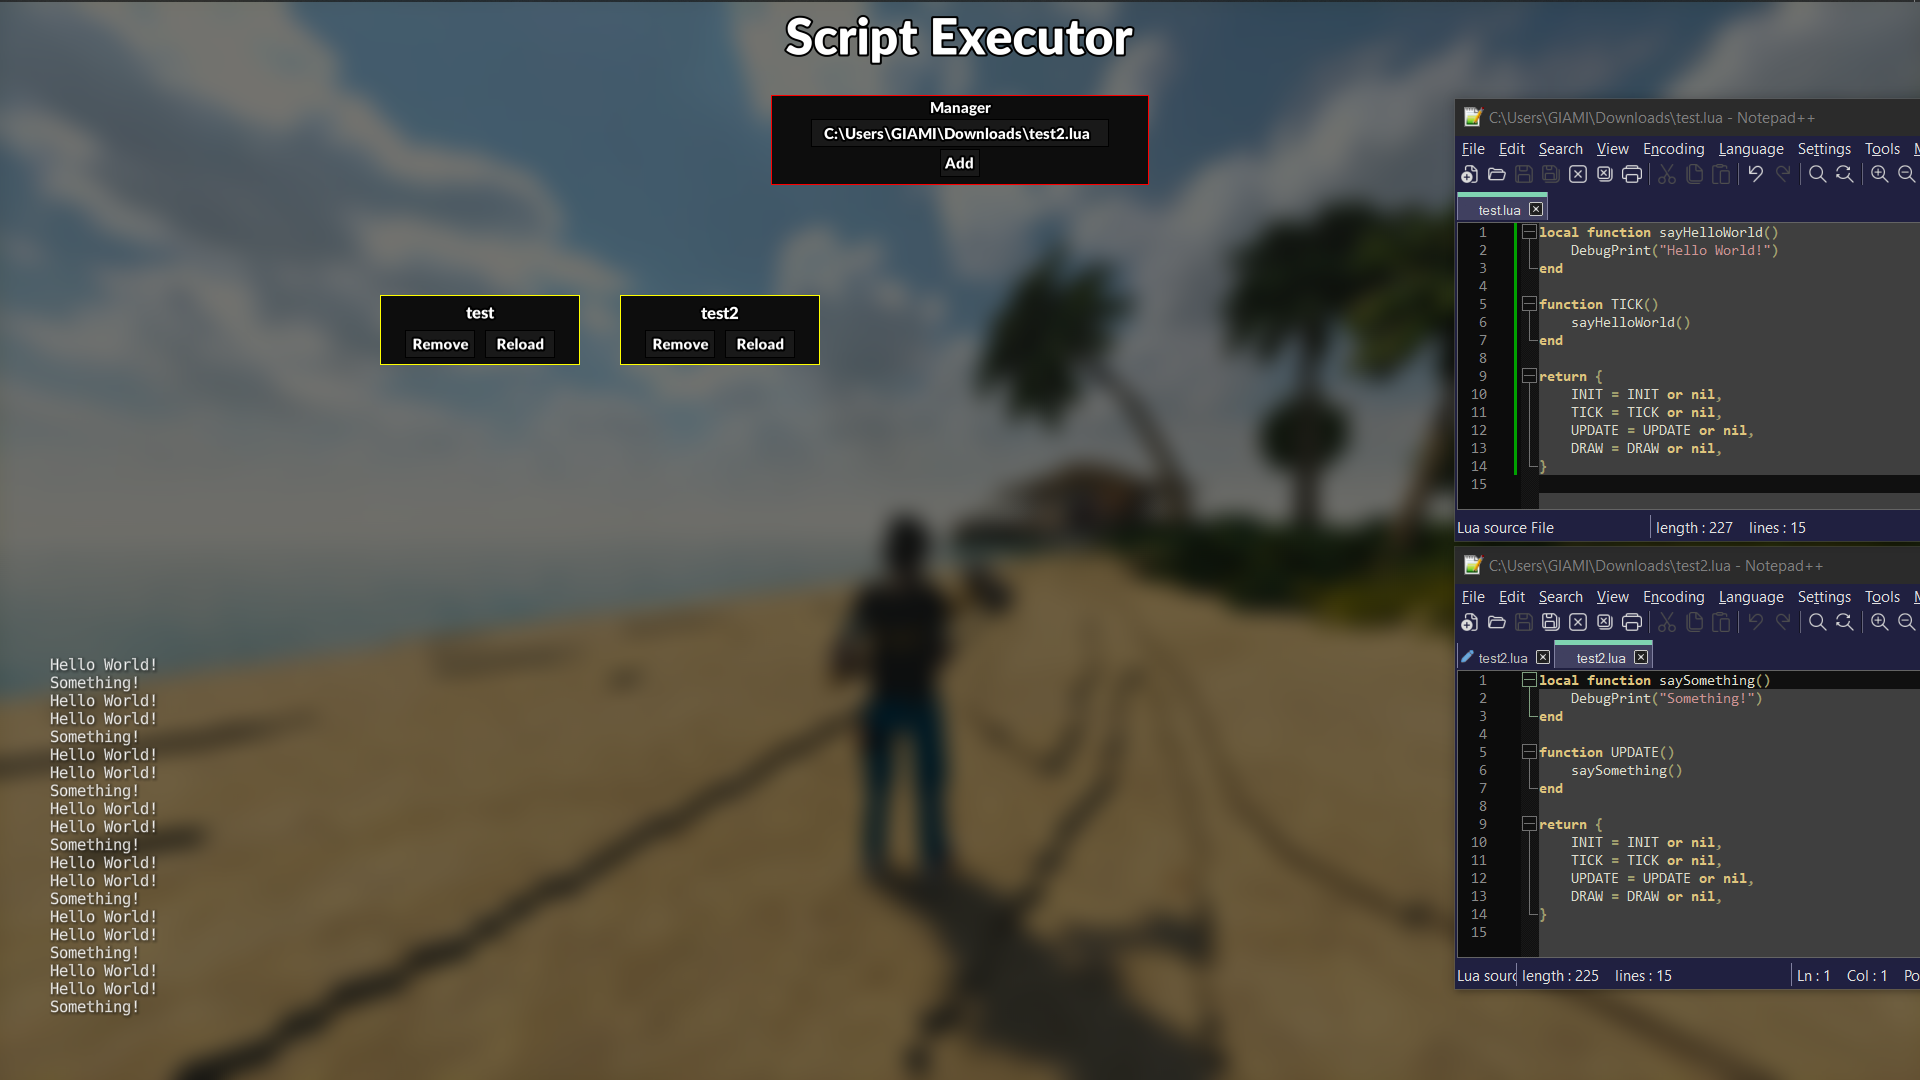 Script Executor
Manager
C:\Users\GIAMI\Downloads\test2.lua
Add
test
Remove Reload
test2
Remove Reload
Hello World!
Something!
Hello World!
Hello World!
Something!
Hello World!
Hello World!
Something!
Hello World!
Hello World!
Something!
Hello World!
Hello World!
Something!
Hello World!
Hello World!
Something!
Hello World!
Hello World!
Something!
C:\Users\GIAMI\Downloads\test.lua - Notepad++
File Edit Search View Encoding Language Settings Tools M
test.lua
1 local function sayHelloWorld()
2 DebugPrint("Hello World!")
3 end
4
5 function TICK()
6 sayHelloWorld()
7 end
8
9 return {
10 INIT = INIT or nil,
11 TICK = TICK or nil,
12 UPDATE = UPDATE or nil,
13 DRAW = DRAW or nil,
14 }
15
Lua source File length : 227 lines : 15
C:\Users\GIAMI\Downloads\test2.lua - Notepad++
File Edit Search View Encoding Language Settings Tools M
test2.lua test2.lua
1 local function saySomething()
2 DebugPrint("Something!")
3 end
4
5 function UPDATE()
6 saySomething()
7 end
8
9 return {
10 INIT = INIT or nil,
11 TICK = TICK or nil,
12 UPDATE = UPDATE or nil,
13 DRAW = DRAW or nil,
14 }
15
Lua sourc length : 225 lines : 15 Ln : 1 Col : 1 Po